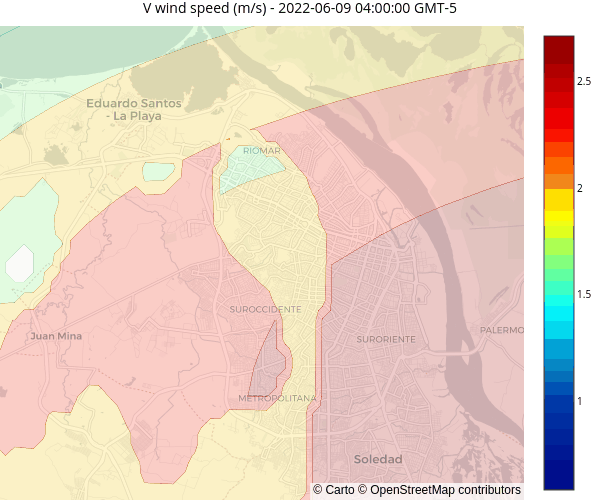 V wind speed (m/s) - 2022-06-09 04:00:00 GMT-5
2.5
Eduardo Santos
- La Playa
RIOMAR
2
1.5
SUROCCIDENTE
Juan Mina
PALERMO
SURORIENTE
METROPOLITANA
1
Soledad
© Carto © OpenStreetMap contributors